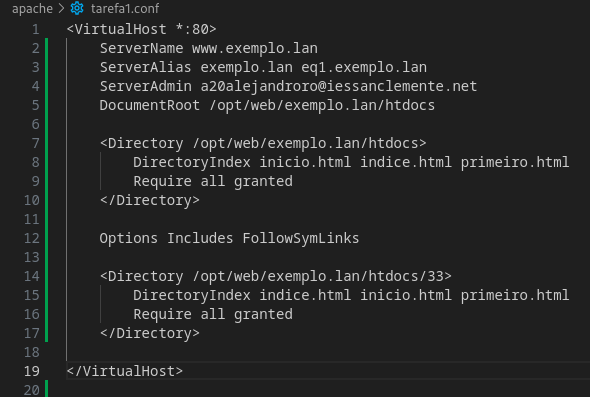 apache > tarefa1.conf
1 <VirtualHost *:80>
2 ServerName www.exemplo.lan
3 ServerAlias exemplo.lan eq1.exemplo.lan
4 ServerAdmin a20alejandroro@iessanclemente.net
5 DocumentRoot /opt/web/exemplo.lan/htdocs
6
7 <Directory /opt/web/exemplo.lan/htdocs>
8 DirectoryIndex inicio.html indice.html primeiro.html
9 Require all granted
10 </Directory>
11
12 Options Includes FollowSymLinks
13
14 <Directory /opt/web/exemplo.lan/htdocs/33>
15 DirectoryIndex indice.html inicio.html primeiro.html
16 Require all granted
17 </Directory>
18
19 </VirtualHost>
20